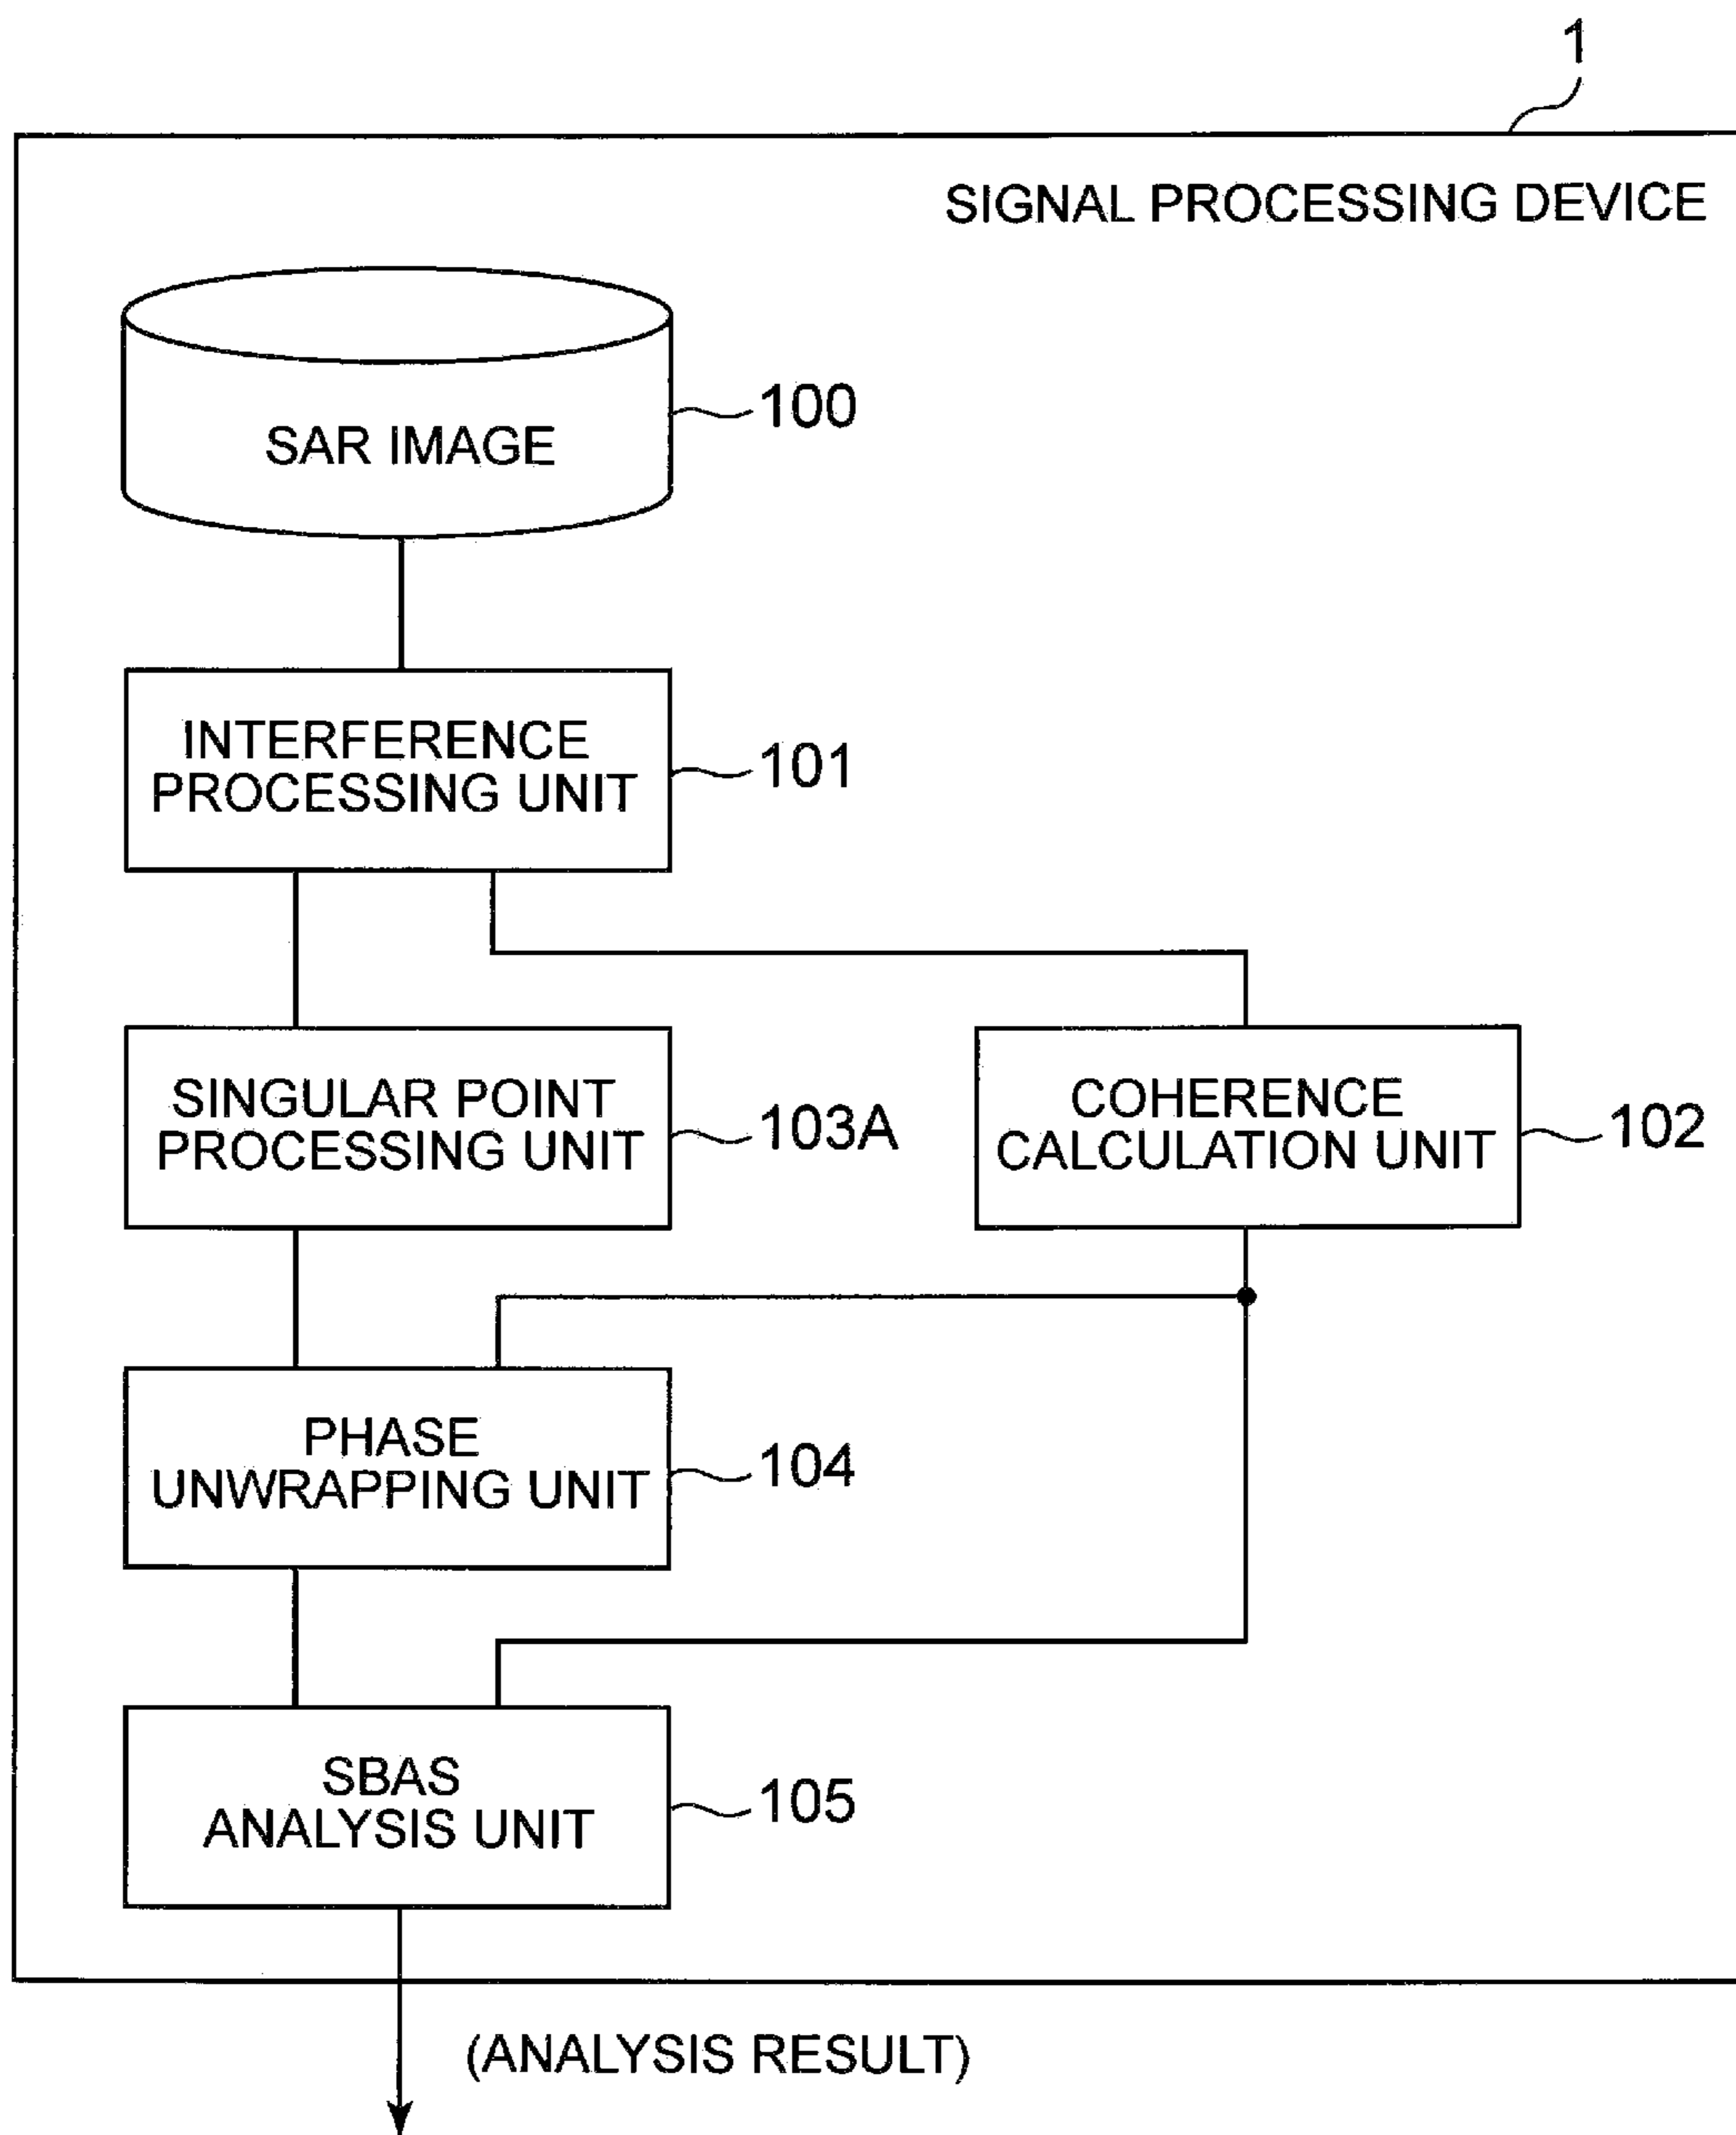 1
SIGNAL PROCESSING DEVICE
SAR IMAGE
100
INTERFERENCE
PROCESSING UNIT
101
SINGULAR POINT
PROCESSING UNIT
103A
COHERENCE
CALCULATION UNIT
102
PHASE
UNWRAPPING UNIT
104
SBAS
ANALYSIS UNIT
105
(ANALYSIS RESULT)